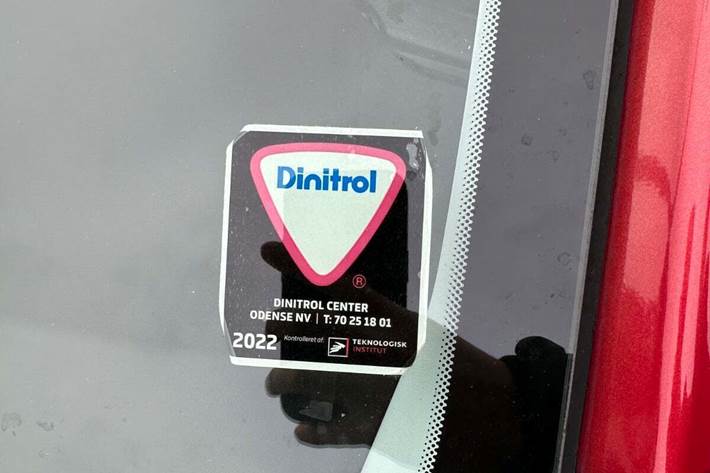 Dinitrol
®
DINITROL CENTER
ODENSE NV | T: 70 25 18 01
2022 Kontrolleret af: TEKNOLOGISK
INSTITUT